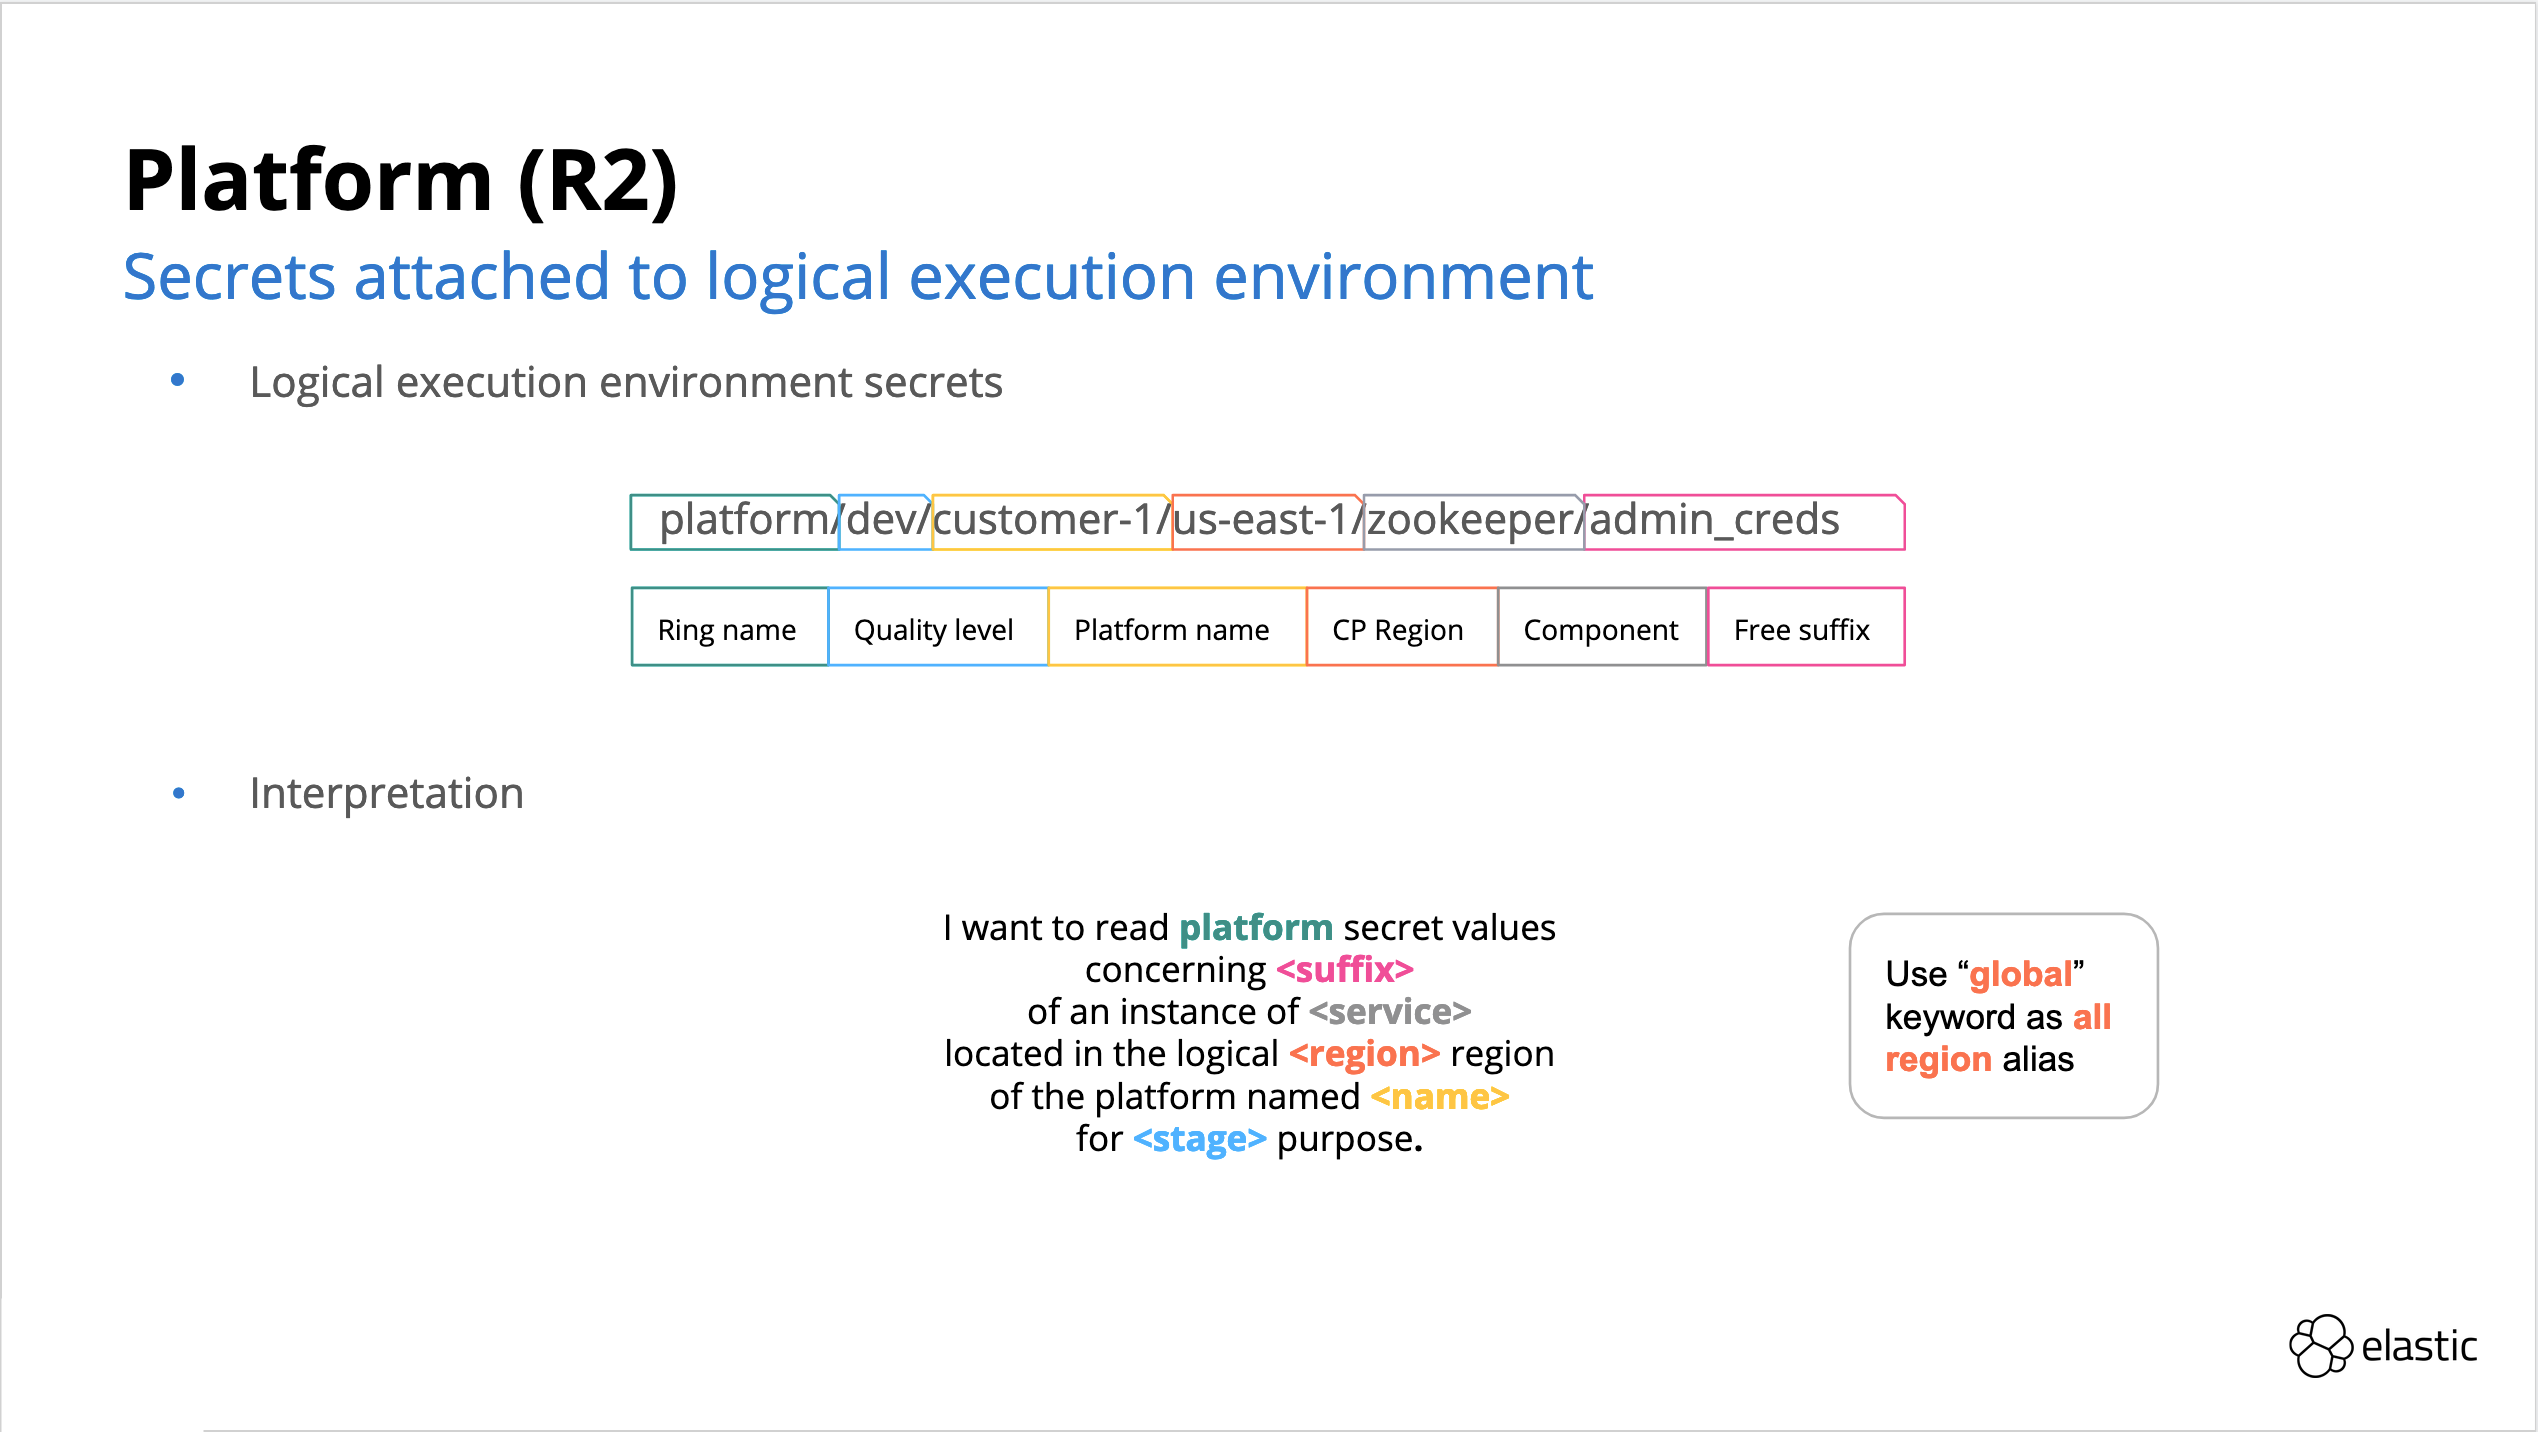 Platform (R2)
Secrets attached to logical execution environment
• Logical execution environment secrets
platform/dev/customer-1/us-east-1/zookeeper/admin_creds
Ring name Quality level Platform name CP Region Component Free suffix
• Interpretation
I want to read platform secret values
concerning <suffix>
of an instance of <service>
located in the logical <region> region
of the platform named <name>
for <stage> purpose.
Use “global”
keyword as all
region alias
elastic